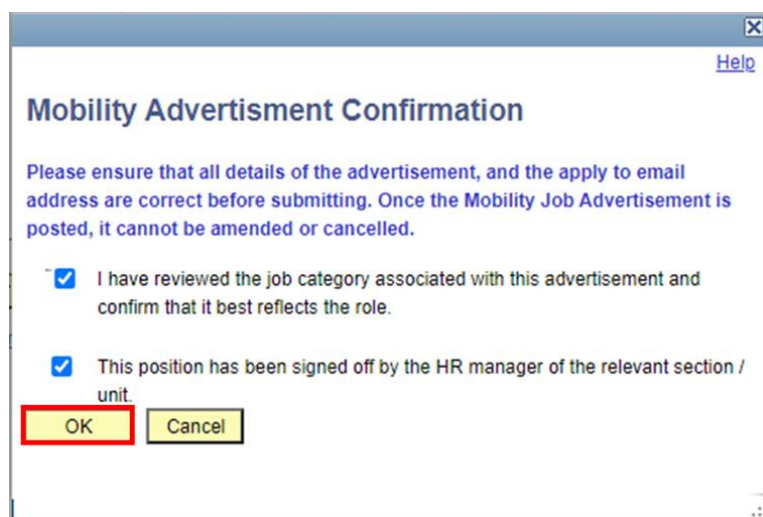 Help
Mobility Advertisment Confirmation
Please ensure that all details of the advertisement, and the apply to email
address are correct before submitting. Once the Mobility Job Advertisement is
posted, it cannot be amended or cancelled.
I have reviewed the job category associated with this advertisement and
confirm that it best reflects the role.
This position has been signed off by the HR manager of the relevant section /
unit.
OK Cancel